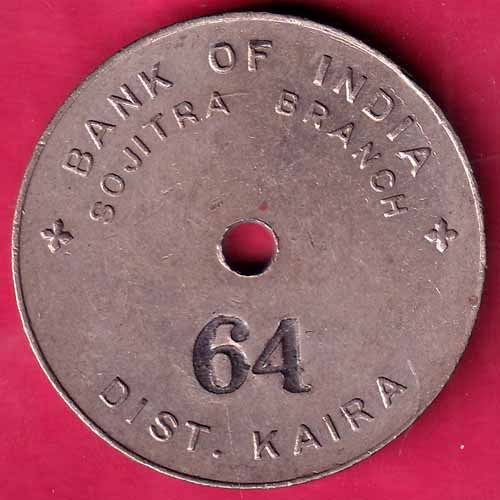 BANK OF INDIA
SOJITRA BRANCH
64
DIST. KAIRA